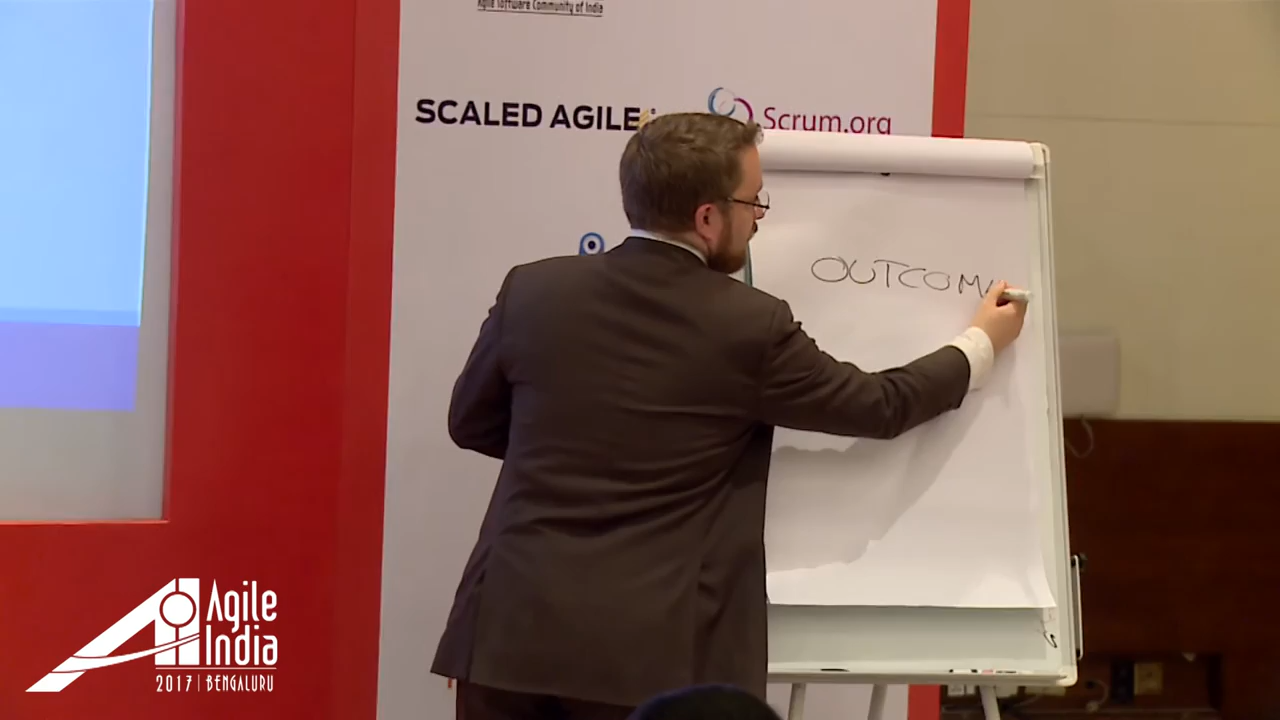 Agile Software Community of India
SCALED AGILE
Scrum.org
OUTCOM
Agile
India
2017 | BENGALURU